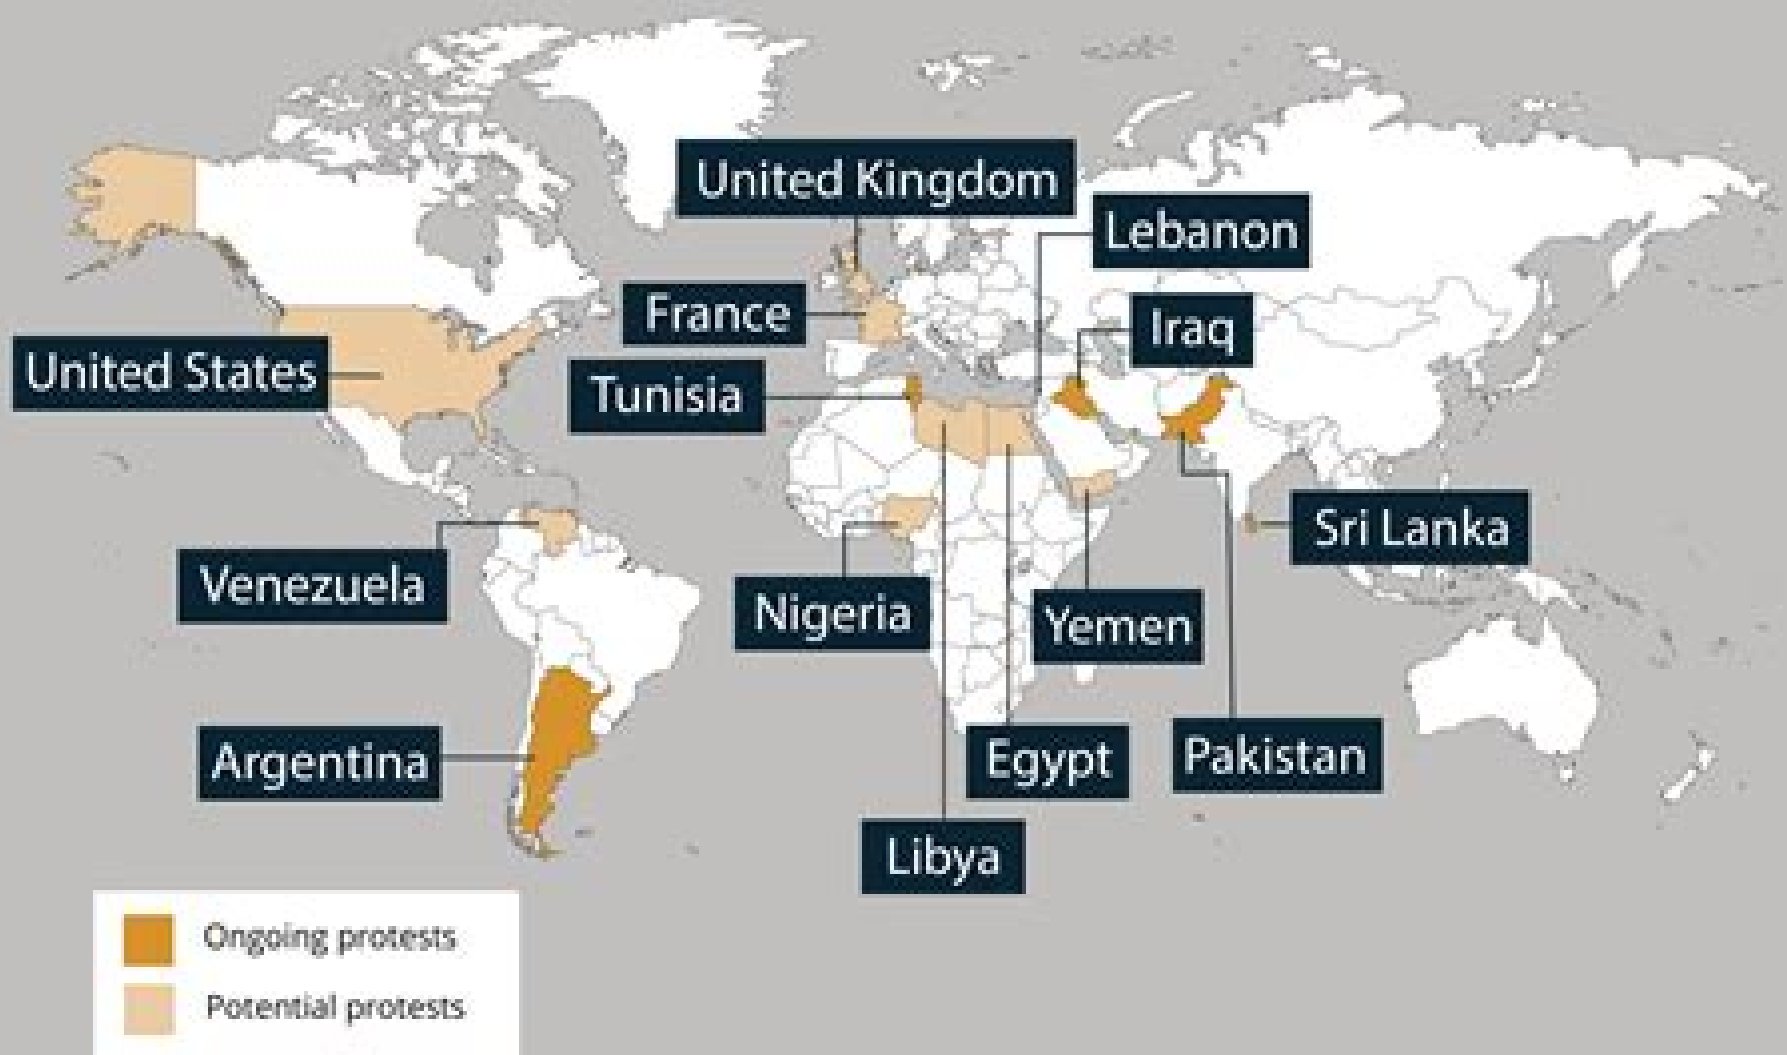 United Kingdom
Lebanon
France
Iraq
United States
Tunisia
Sri Lanka
Venezuela
Nigeria
Yemen
Argentina
Egypt
Pakistan
Libya
Ongoing protests
Potential protests